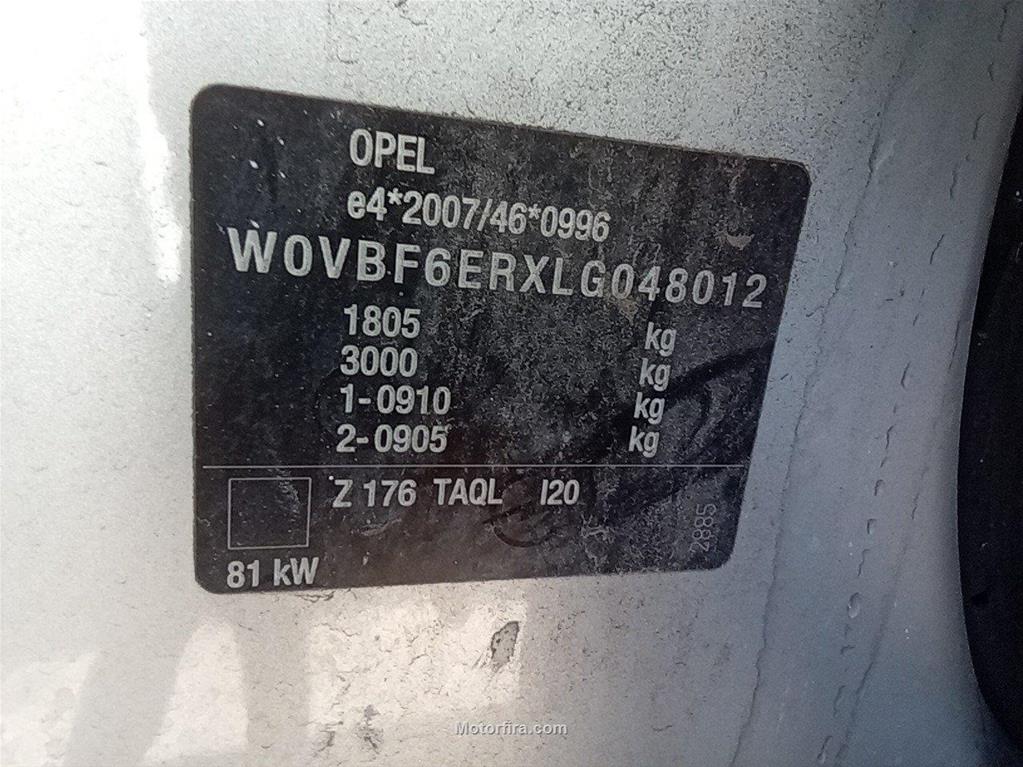 OPEL
e4*2007/46*0996
W0VBF6ERXLG048012
1805 kg
3000 kg
1-0910 kg
2-0905 kg
Z 176 TAQL I20
2885
81 kW
Motorfira.com